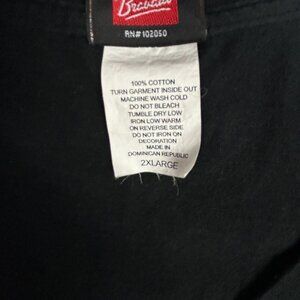 Bravado
RN#102050
100% COTTON
TURN GARMENT INSIDE OUT
MACHINE WASH COLD
DO NOT BLEACH
TUMBLE DRY LOW
IRON LOW WARM
ON REVERSE SIDE
DO NOT IRON ON
DECORATION
MADE IN
DOMINICAN REPUBLIC
2XLARGE